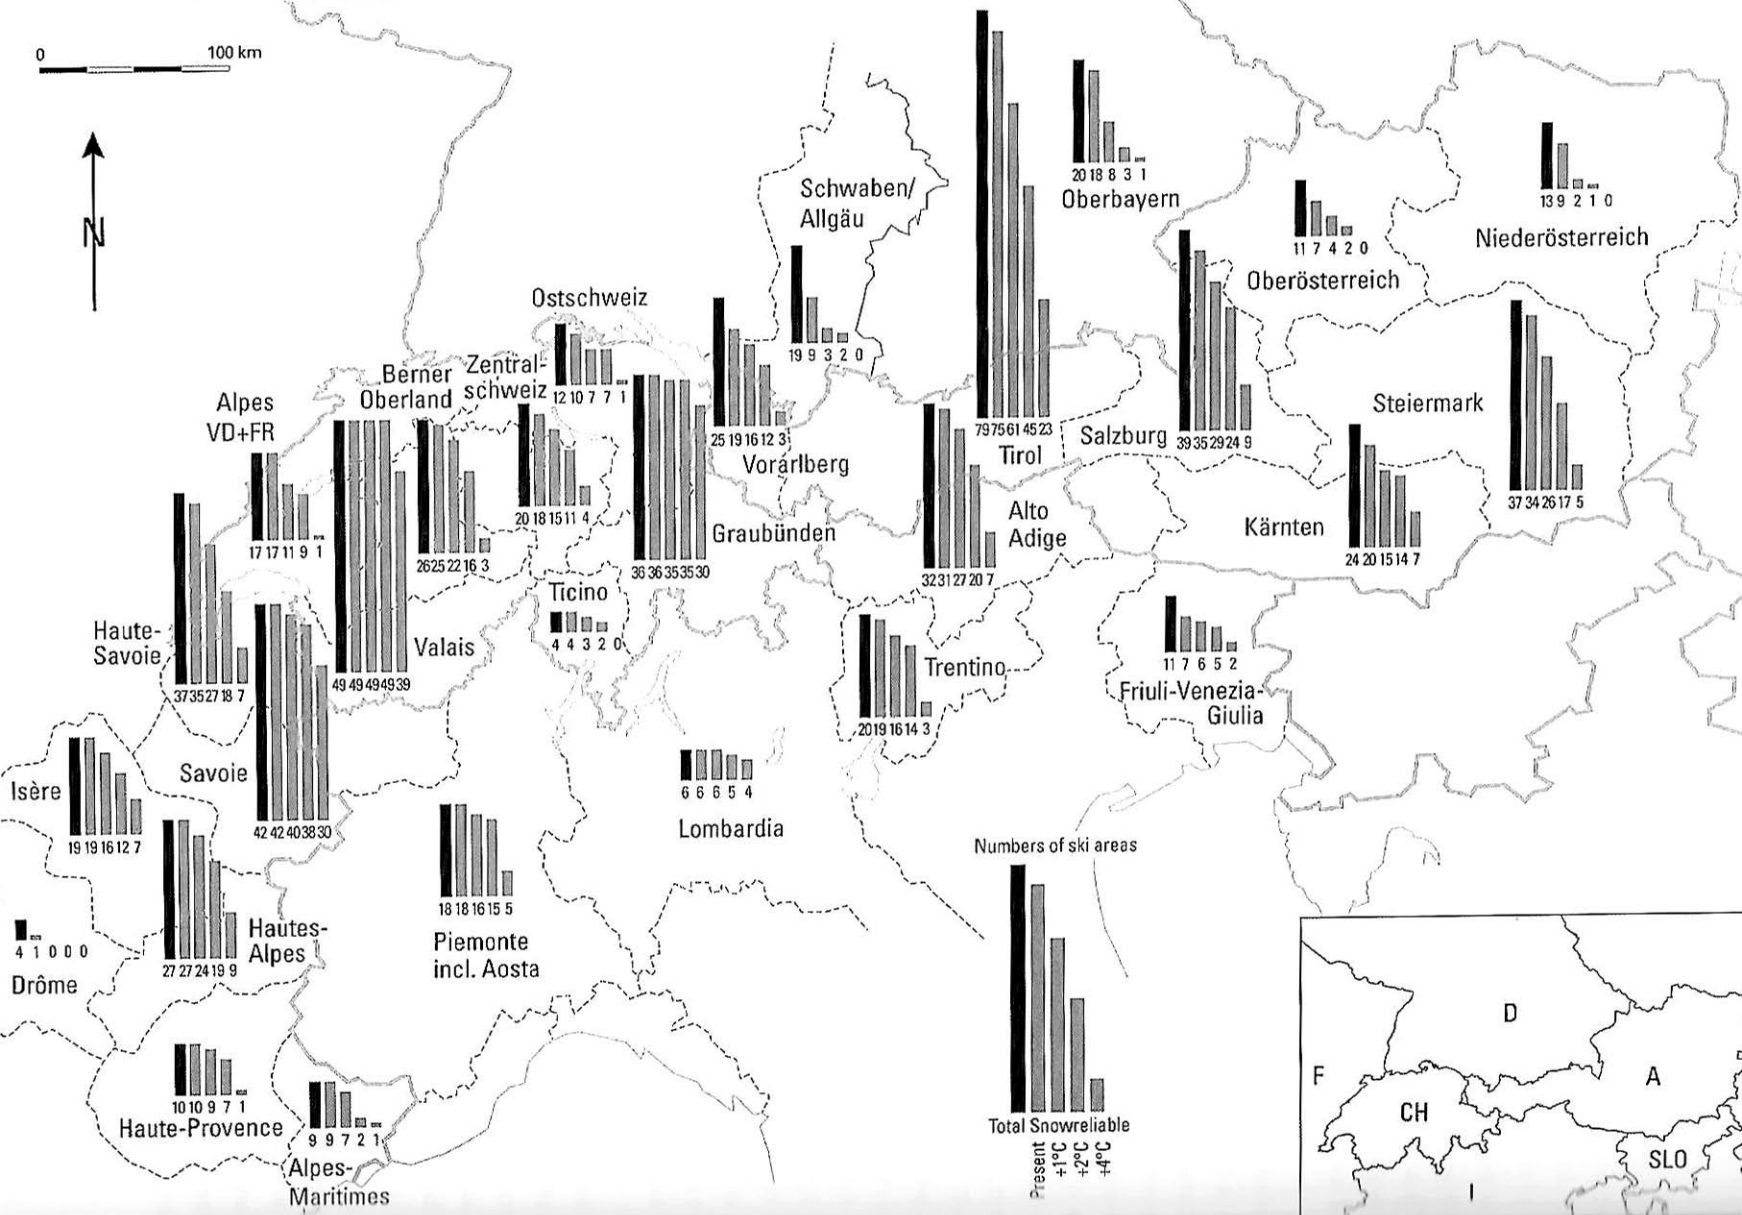 0
100 km
N
79 75 61 45 23
Tirol
20 18 8 3 1
Oberbayern
13 9 2 1 0
Niederösterreich
Schwaben/
Allgäu
19 9 3 2 0
11 7 4 2 0
Oberösterreich
Ostschweiz
12 10 7 7 1
Zentral-
schweiz
20 18 15 11 4
Berner
Oberland
26 25 22 16 3
Alpes
VD+FR
17 17 11 9 1
25 19 16 12 3
Vorarlberg
39 35 29 24 9
Salzburg
Steiermark
37 34 26 17 5
Kärnten
24 20 15 14 7
36 36 35 35 30
Graubünden
32 31 27 20 7
Alto
Adige
Ticino
4 4 3 2 0
49 49 49 49 39
Valais
Haute-
Savoie
37 35 27 18 7
20 19 16 14 3
Trentino
11 7 6 5 2
Friuli-Venezia-
Giulia
Isère
19 19 16 12 7
Savoie
42 42 40 38 30
6 6 6 5 4
Lombardia
18 18 16 15 5
Piemonte
incl. Aosta
27 27 24 19 9
Hautes-
Alpes
4 1 0 0 0
Drôme
10 10 9 7 1
Haute-Provence
9 9 7 2 1
Alpes-
Maritimes
Numbers of ski areas
Total Snowreliable
Present
+1°C
+2°C
+4°C
D
F
A
CH
SLO
I